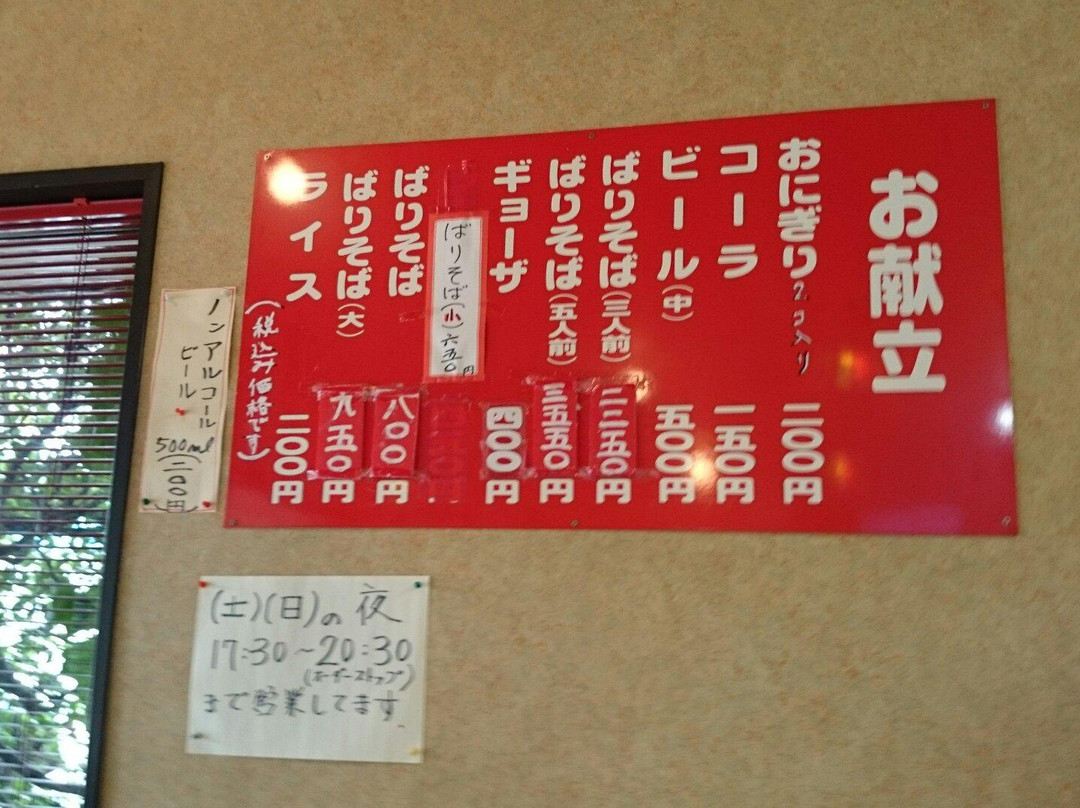 お献立
おにぎり2コ入り 二〇〇円
コーラ 一五〇円
ビール(中) 五〇〇円
ばりそば(三人前) 二二五〇円
ばりそば(五人前) 三五五〇円
ギョーザ 四〇〇円
ばりそば(小)六五〇円
ばりそば 八〇〇円
ばりそば(大) 九五〇円
ライス 二〇〇円
(税込み価格です)
ノンアルコール
ビール
500ml
(二〇〇円)
(土)(日)の夜
17:30~20:30
(オーダーストップ)
まで営業してます.